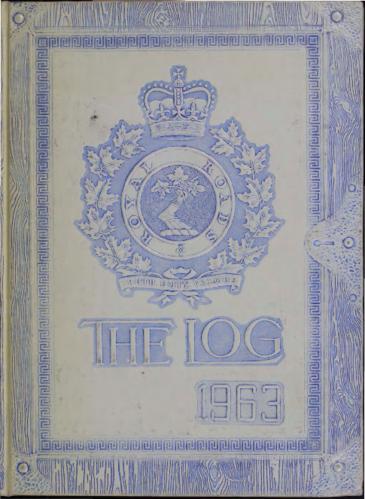 ROYAL ROADS
THE LOG
1963